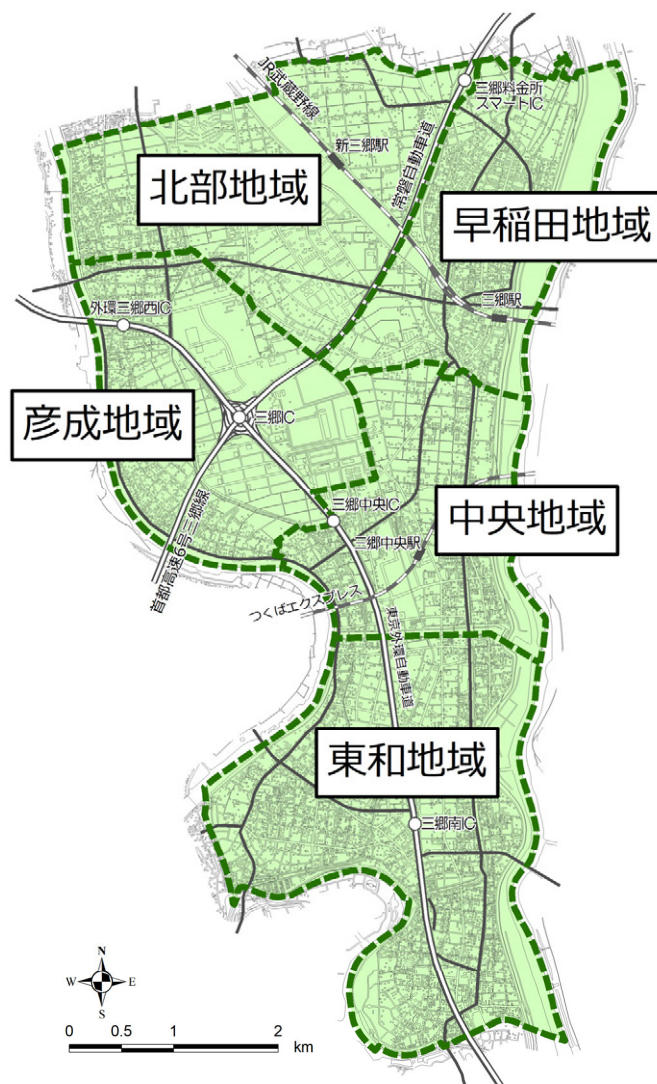 三郷料金所
スマートIC
JR武蔵野線
新三郷駅
常磐自動車道
北部地域
早稲田地域
三郷駅
外環三郷西IC
彦成地域
三郷IC
三郷中央IC
中央地域
三郷中央駅
首都高速6号三郷線
つくばエクスプレス
東京外環自動車道
東和地域
三郷南IC
N
W
E
S
0 0.5 1 2
km